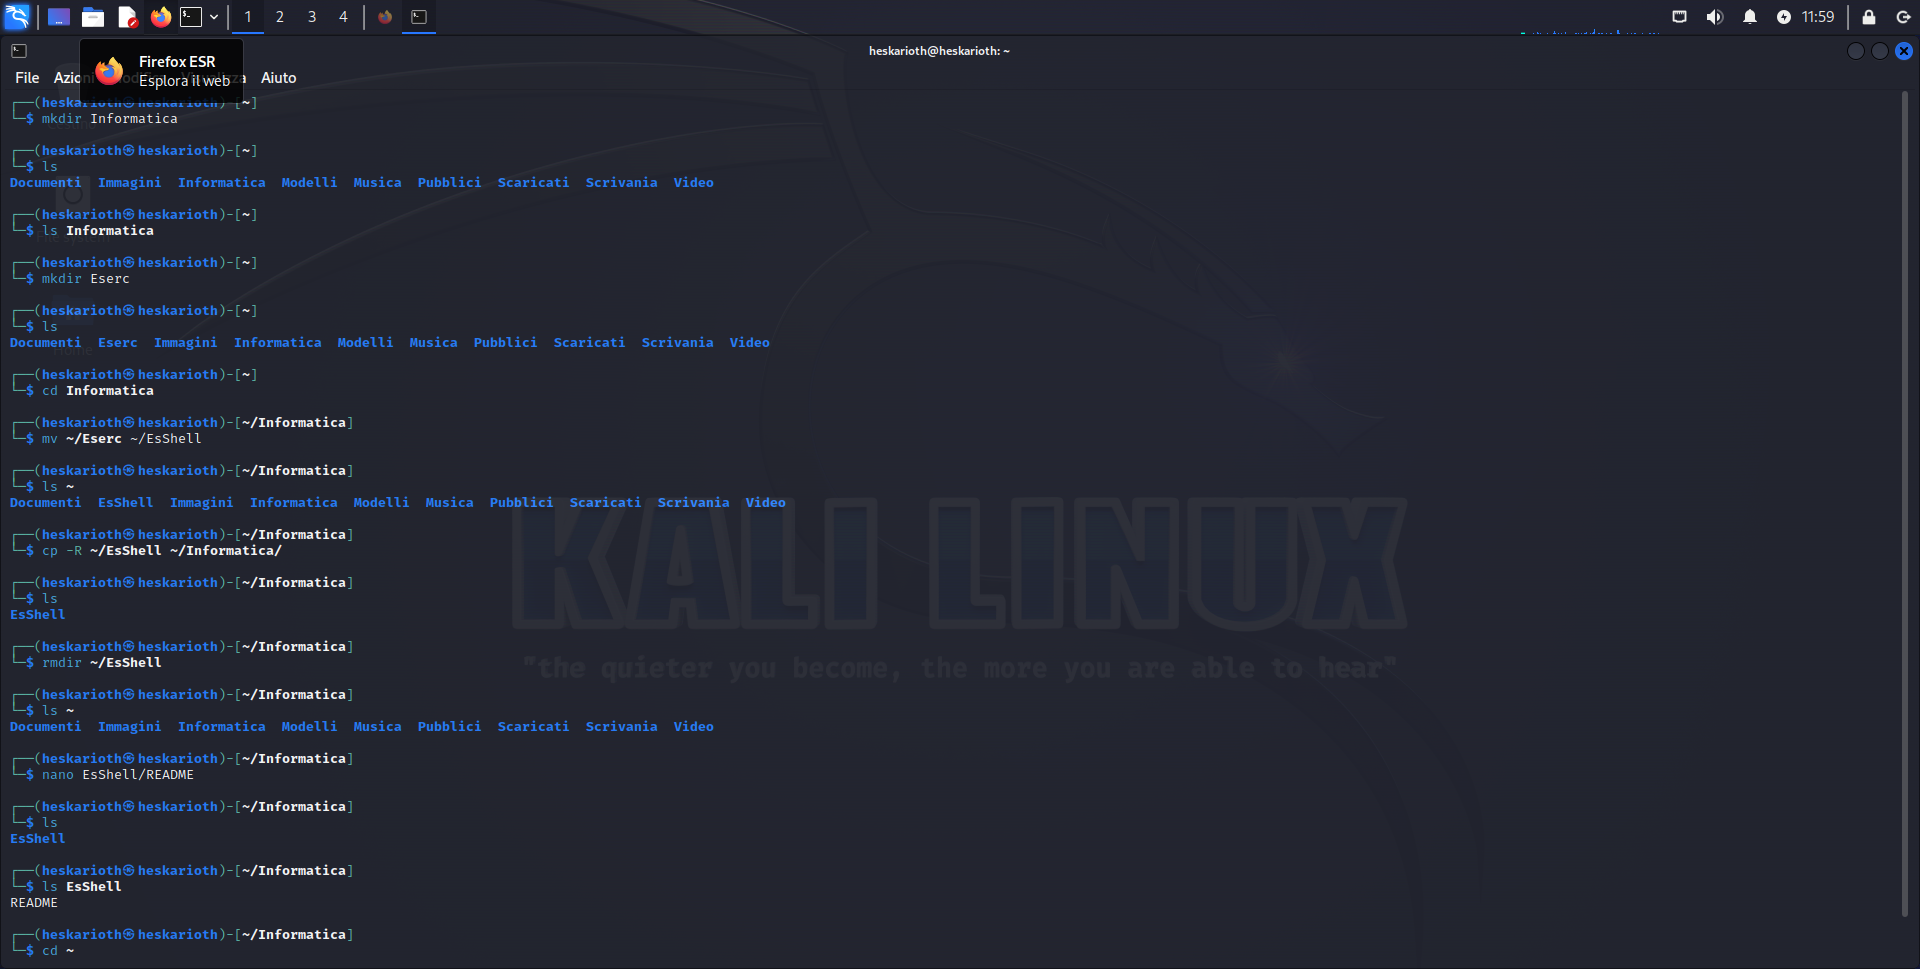 1 2 3 4 11:59
heskarioth@heskarioth: ~
Firefox ESR
Esplora il web
File Azioni Modifica Visualizza Aiuto
┌──(heskarioth㉿heskarioth)-[~]
└─$ mkdir Informatica
┌──(heskarioth㉿heskarioth)-[~]
└─$ ls
Documenti Immagini Informatica Modelli Musica Pubblici Scaricati Scrivania Video
┌──(heskarioth㉿heskarioth)-[~]
└─$ ls Informatica
┌──(heskarioth㉿heskarioth)-[~]
└─$ mkdir Eserc
┌──(heskarioth㉿heskarioth)-[~]
└─$ ls
Documenti Eserc Immagini Informatica Modelli Musica Pubblici Scaricati Scrivania Video
Home
┌──(heskarioth㉿heskarioth)-[~]
└─$ cd Informatica
┌──(heskarioth㉿heskarioth)-[~/Informatica]
└─$ mv ~/Eserc ~/EsShell
┌──(heskarioth㉿heskarioth)-[~/Informatica]
└─$ ls ~
Documenti EsShell Immagini Informatica Modelli Musica Pubblici Scaricati Scrivania Video
┌──(heskarioth㉿heskarioth)-[~/Informatica]
└─$ cp -R ~/EsShell ~/Informatica/
┌──(heskarioth㉿heskarioth)-[~/Informatica]
└─$ ls
EsShell
KALI LINUX
"the quieter you become, the more you are able to hear"
┌──(heskarioth㉿heskarioth)-[~/Informatica]
└─$ rmdir ~/EsShell
┌──(heskarioth㉿heskarioth)-[~/Informatica]
└─$ ls ~
Documenti Immagini Informatica Modelli Musica Pubblici Scaricati Scrivania Video
┌──(heskarioth㉿heskarioth)-[~/Informatica]
└─$ nano EsShell/README
┌──(heskarioth㉿heskarioth)-[~/Informatica]
└─$ ls
EsShell
┌──(heskarioth㉿heskarioth)-[~/Informatica]
└─$ ls EsShell
README
┌──(heskarioth㉿heskarioth)-[~/Informatica]
└─$ cd ~